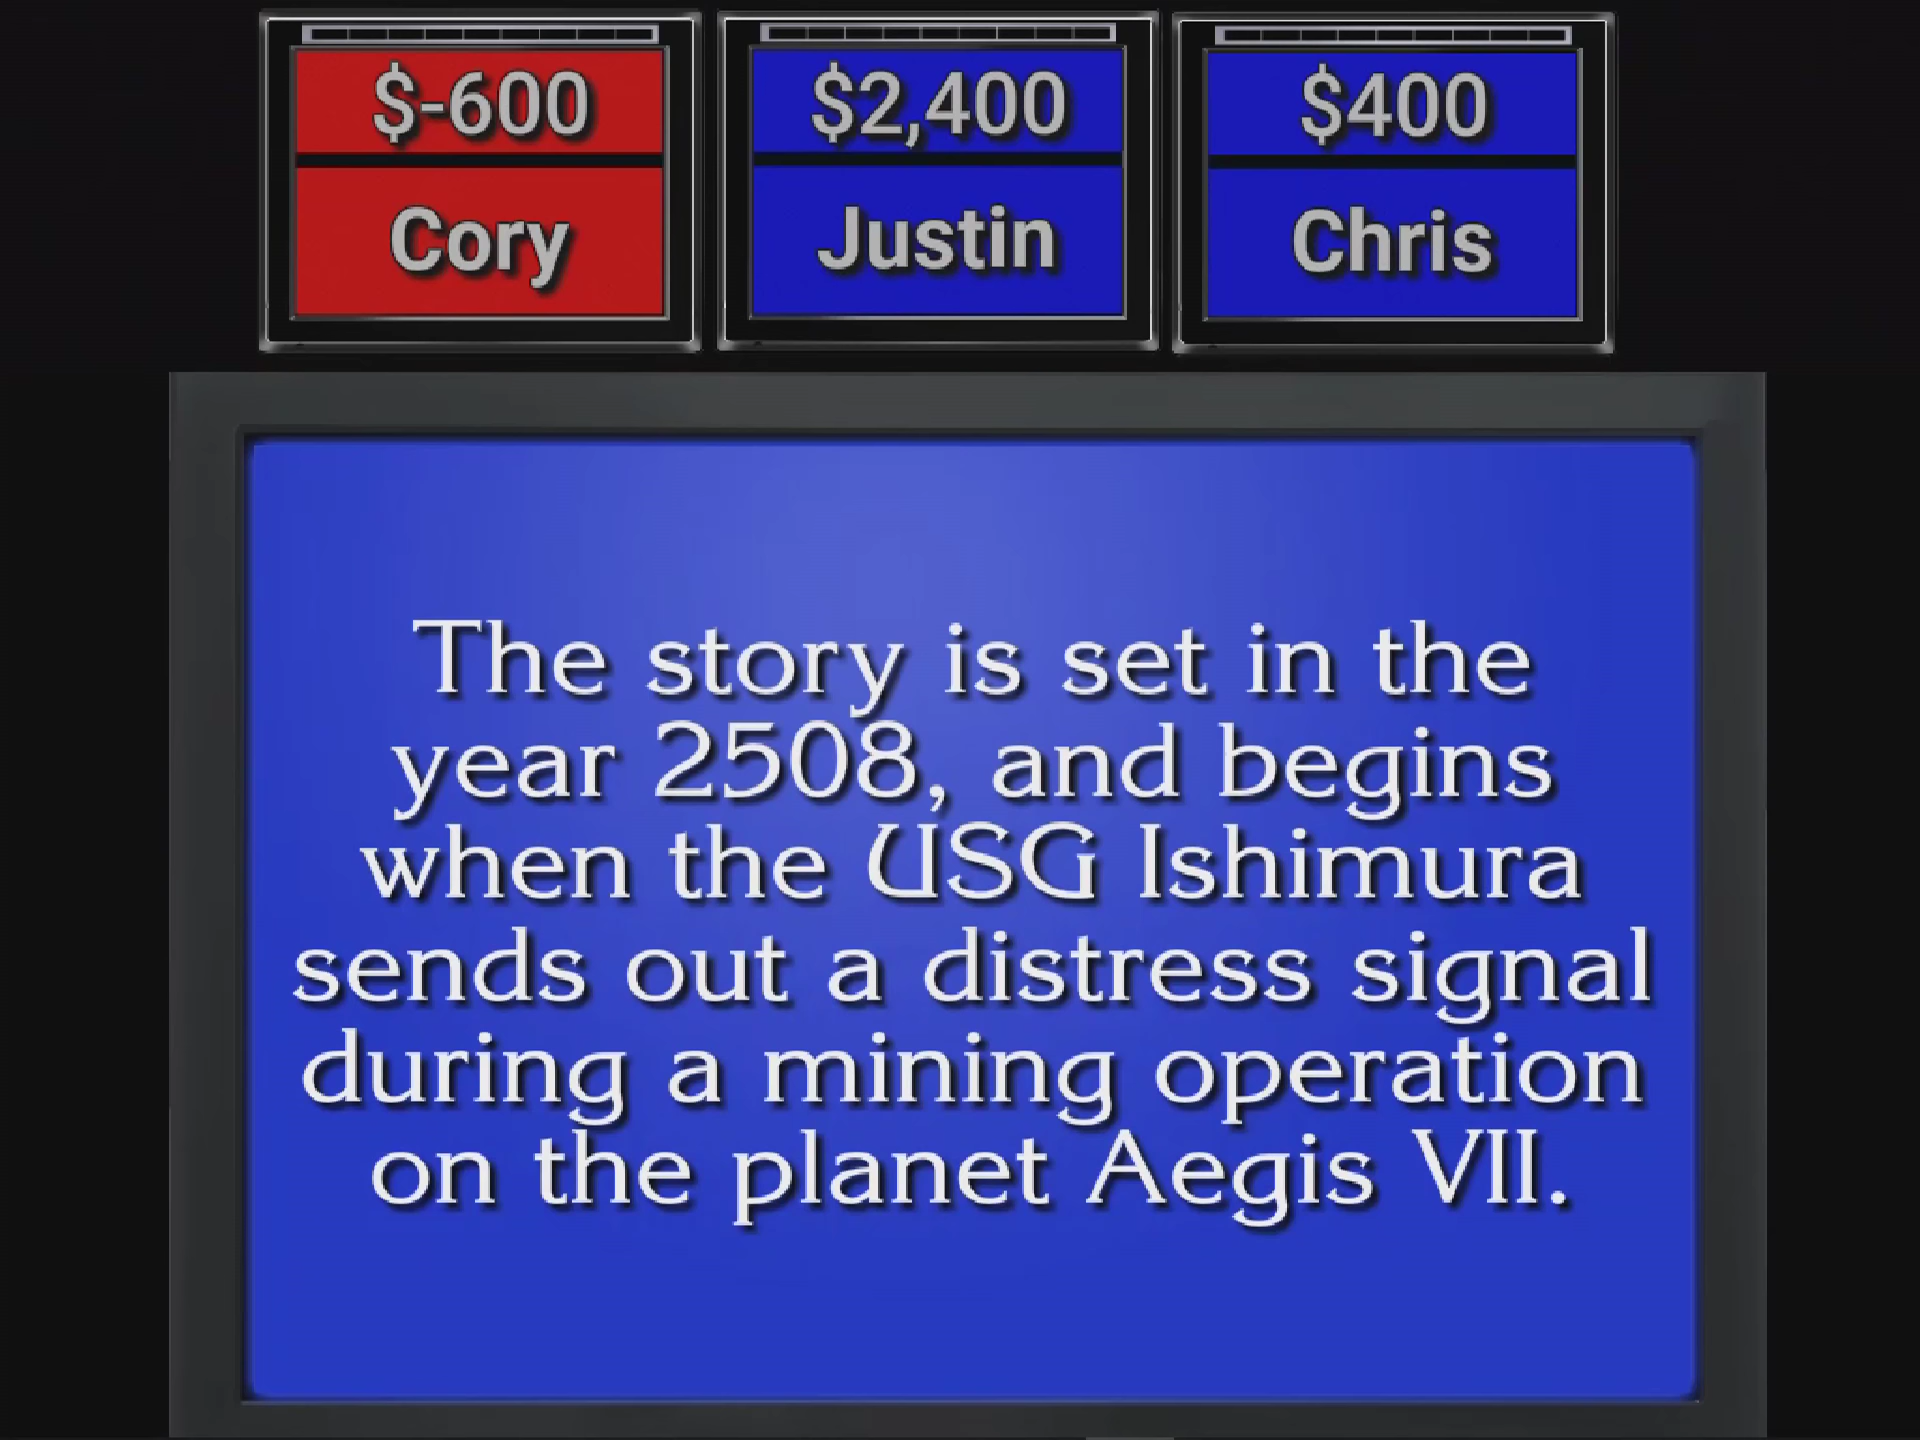 $-600
Cory
$2,400
Justin
$400
Chris
The story is set in the
year 2508, and begins
when the USG Ishimura
sends out a distress signal
during a mining operation
on the planet Aegis VII.